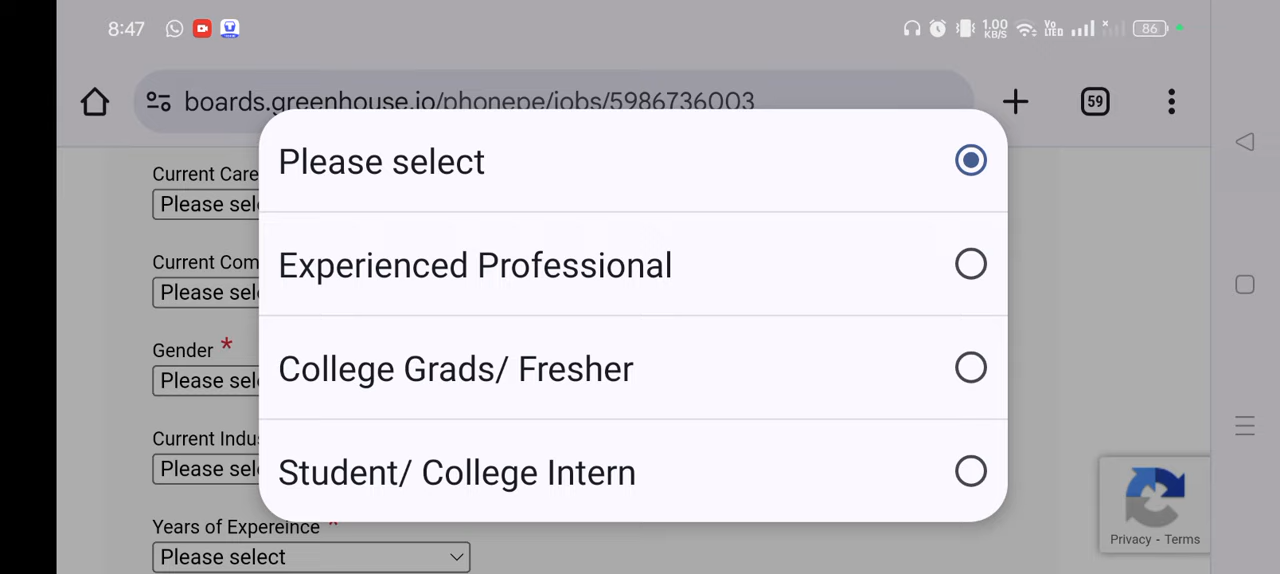 8:47
1.00
KB/S
Vo
LTED
86
boards.greenhouse.io/phonepe/jobs/5986736003
59
Please select
Experienced Professional
College Grads/ Fresher
Student/ College Intern
Current Care
Please sel
Current Com
Please sel
Gender *
Please sel
Current Indu
Please sel
Years of Expereince *
Please select
Privacy - Terms